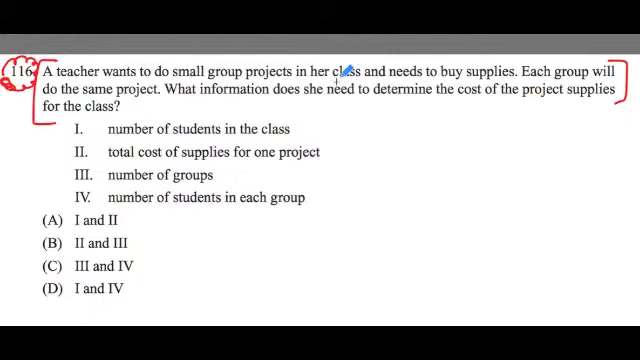 116. A teacher wants to do small group projects in her class and needs to buy supplies. Each group will
do the same project. What information does she need to determine the cost of the project supplies
for the class?
I. number of students in the class
II. total cost of supplies for one project
III. number of groups
IV. number of students in each group
(A) I and II
(B) II and III
(C) III and IV
(D) I and IV